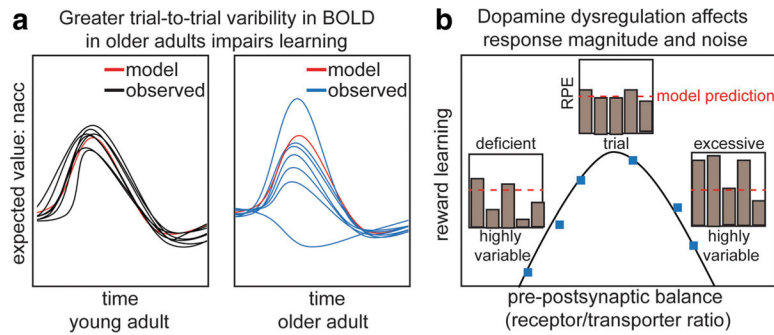 a
Greater trial-to-trial varibility in BOLD
in older adults impairs learning
expected value: nacc
model
observed
time
young adult
model
observed
time
older adult
b
Dopamine dysregulation affects
response magnitude and noise
reward learning
RPE
model prediction
trial
deficient
highly
variable
excessive
highly
variable
pre-postsynaptic balance
(receptor/transporter ratio)